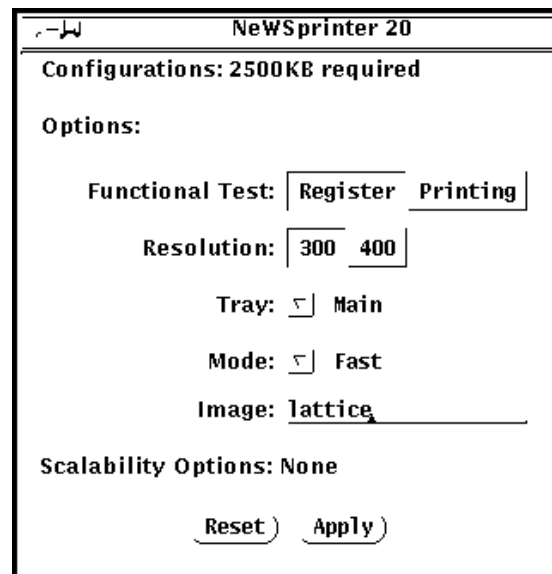 NeWSprinter 20
Configurations: 2500KB required
Options:
Functional Test: Register Printing
Resolution: 300 400
Tray: Main
Mode: Fast
Image: lattice
Scalability Options: None
Reset Apply